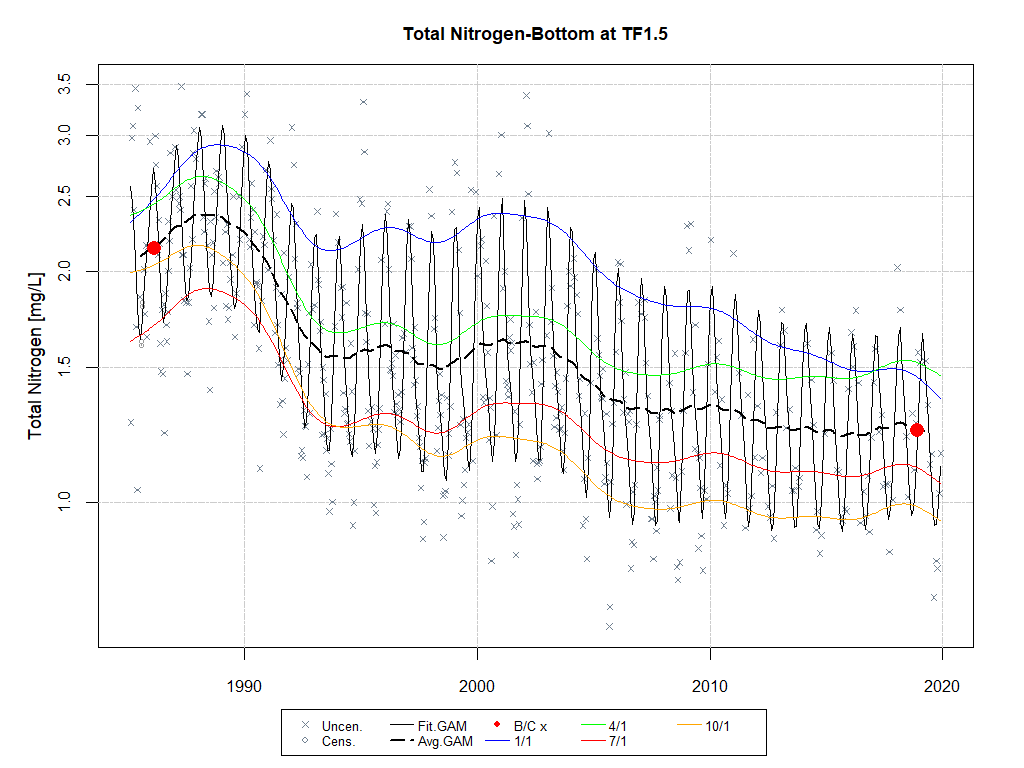 Total Nitrogen-Bottom at TF1.5
Total Nitrogen [mg/L]
3.5
3.0
2.5
2.0
1.5
1.0
1990 2000 2010 2020
Uncen. Fit.GAM B/C x 4/1 10/1
Cens. Avg.GAM 1/1 7/1